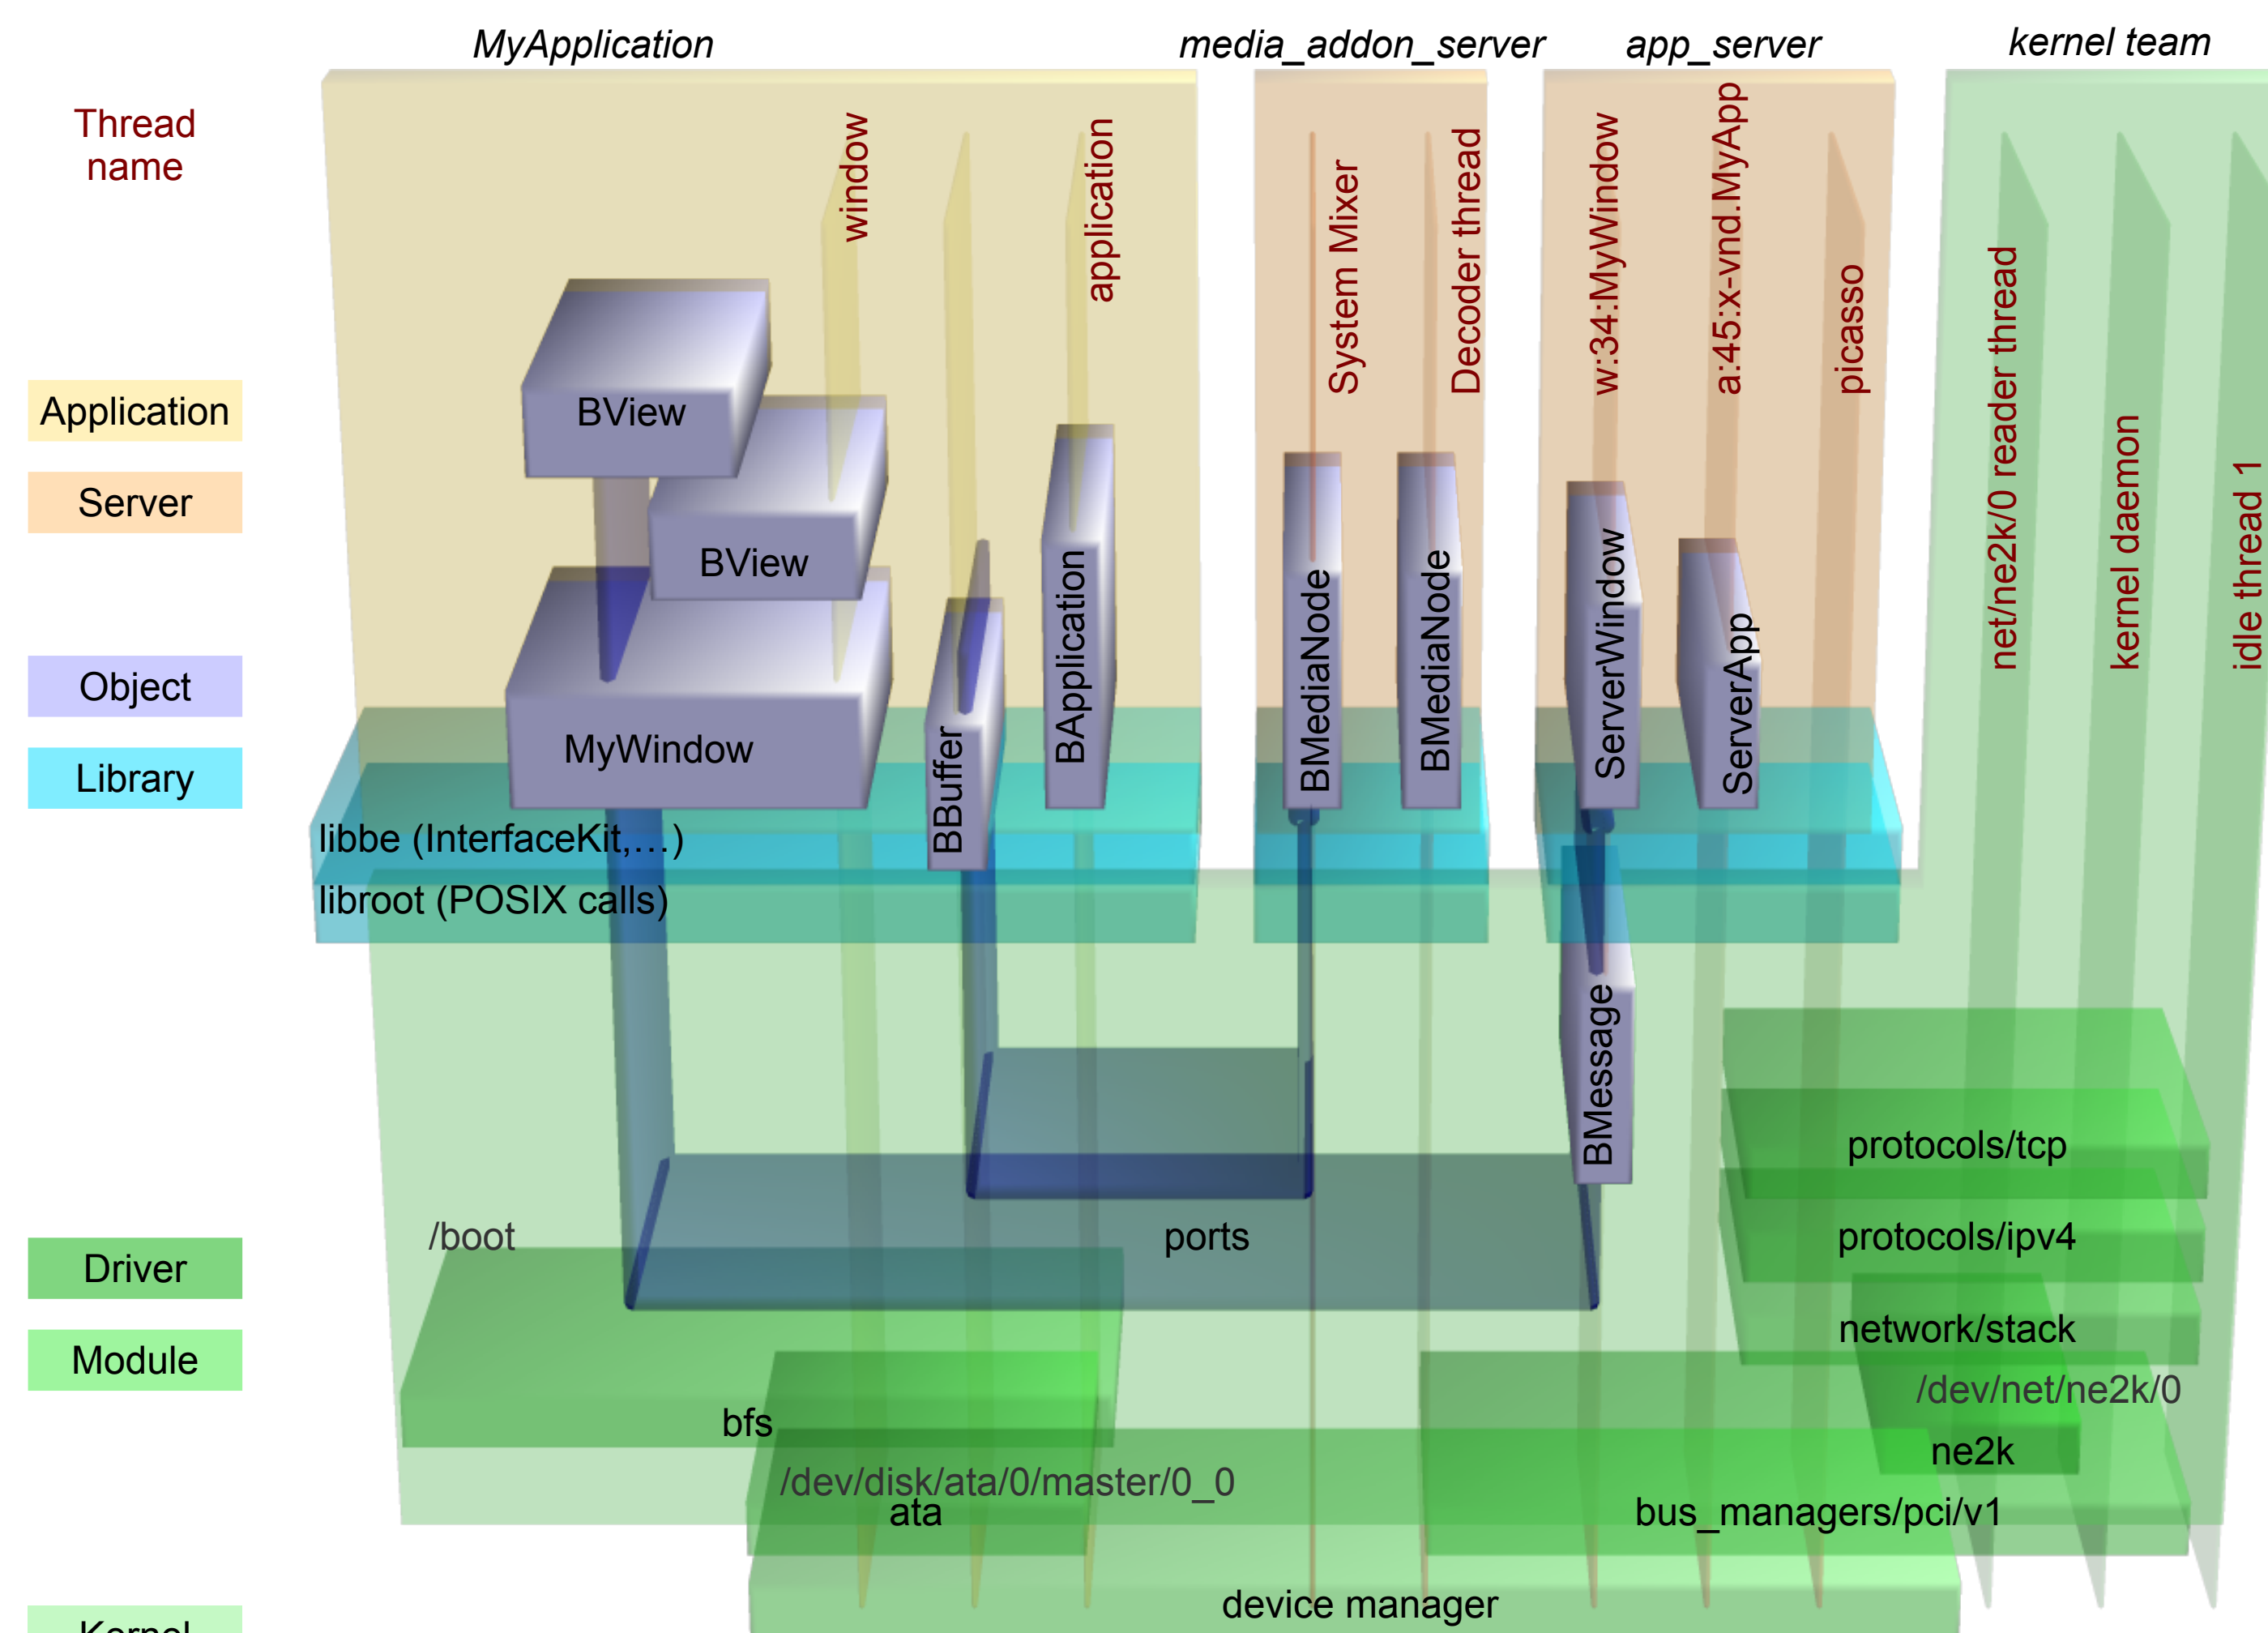 MyApplication
media_addon_server
app_server
kernel team
Thread
name
window
application
System Mixer
Decoder thread
w:34:MyWindow
a:45:x-vnd.MyApp
picasso
net/ne2k/0 reader thread
kernel daemon
idle thread 1
Application
Server
Object
Library
Driver
Module
Kernel
BView
BView
MyWindow
BBuffer
BApplication
BMediaNode
BMediaNode
ServerWindow
ServerApp
BMessage
libbe (InterfaceKit,…)
libroot (POSIX calls)
/boot
ports
protocols/tcp
protocols/ipv4
network/stack
/dev/net/ne2k/0
ne2k
bfs
/dev/disk/ata/0/master/0_0
ata
bus_managers/pci/v1
device manager